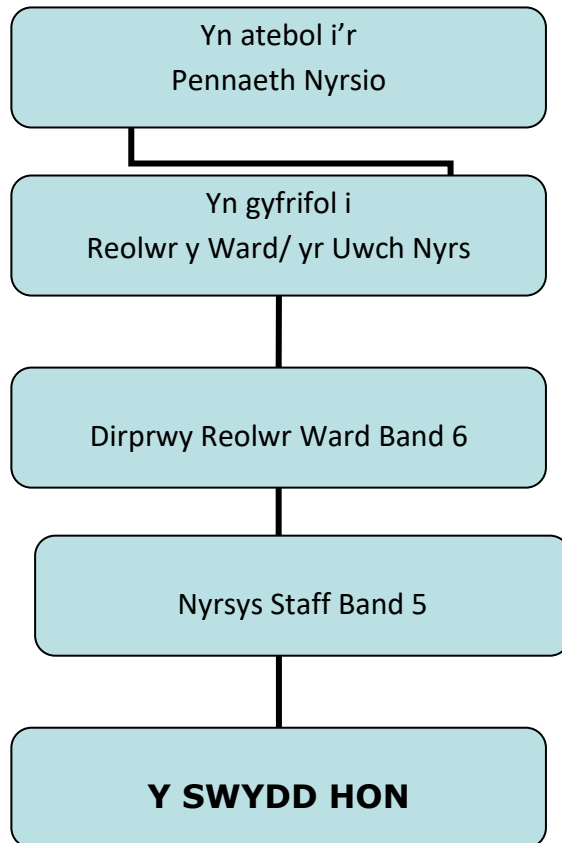 Yn atebol i’r
Pennaeth Nyrsio
Yn gyfrifol i
Reolwr y Ward/ yr Uwch Nyrs
Dirprwy Reolwr Ward Band 6
Nyrsys Staff Band 5
Y SWYDD HON